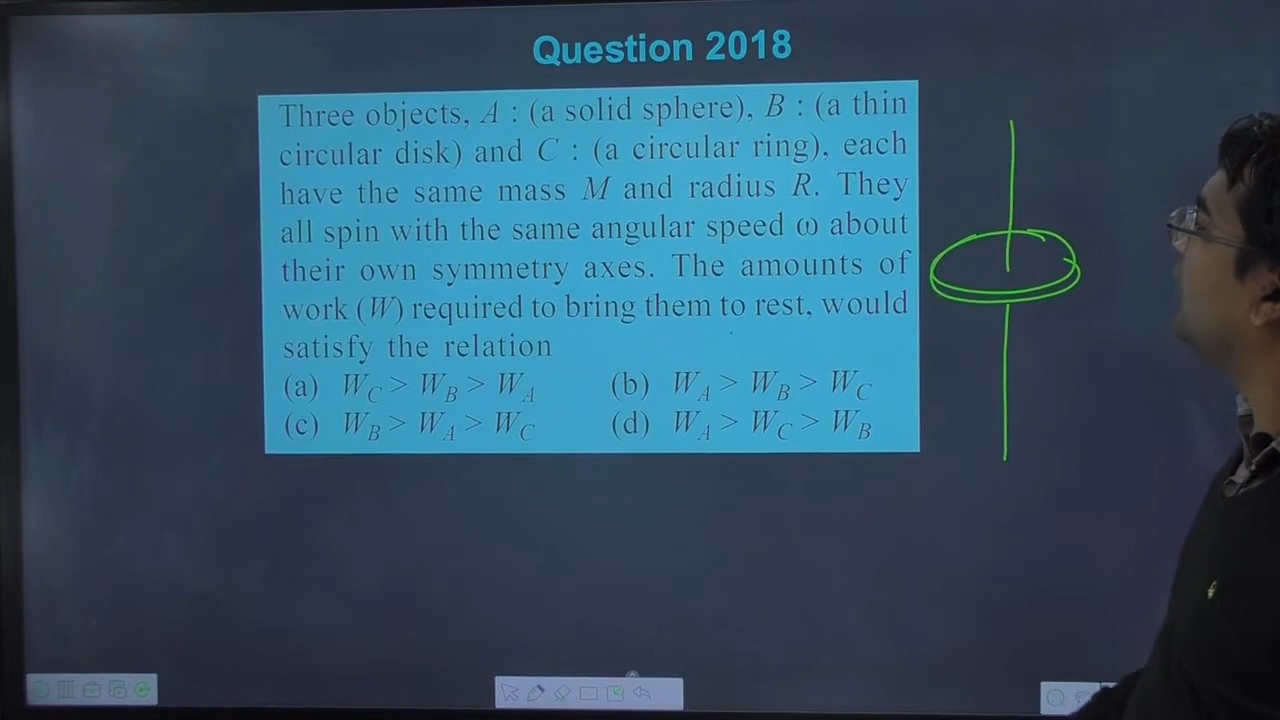 Question 2018
Three objects, A : (a solid sphere), B : (a thin
circular disk) and C : (a circular ring), each
have the same mass M and radius R. They
all spin with the same angular speed ω about
their own symmetry axes. The amounts of
work (W) required to bring them to rest, would
satisfy the relation
(a) W_C > W_B > W_A (b) W_A > W_B > W_C
(c) W_B > W_A > W_C (d) W_A > W_C > W_B